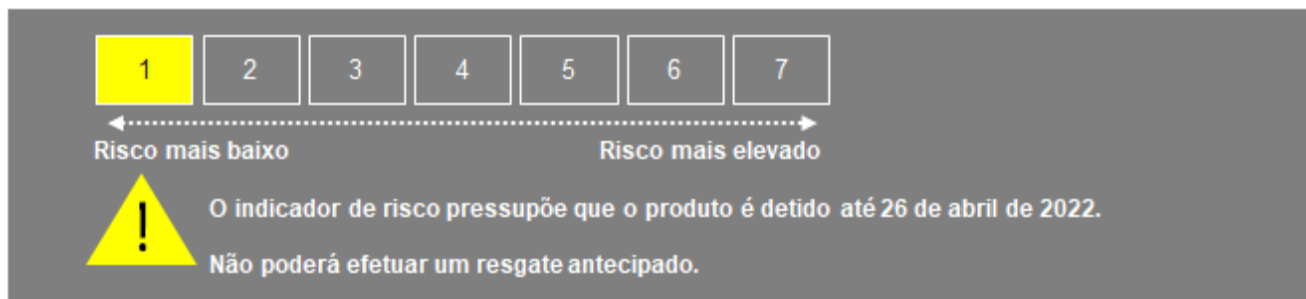 1 2 3 4 5 6 7
Risco mais baixo Risco mais elevado
!
O indicador de risco pressupõe que o produto é detido até 26 de abril de 2022.
Não poderá efetuar um resgate antecipado.